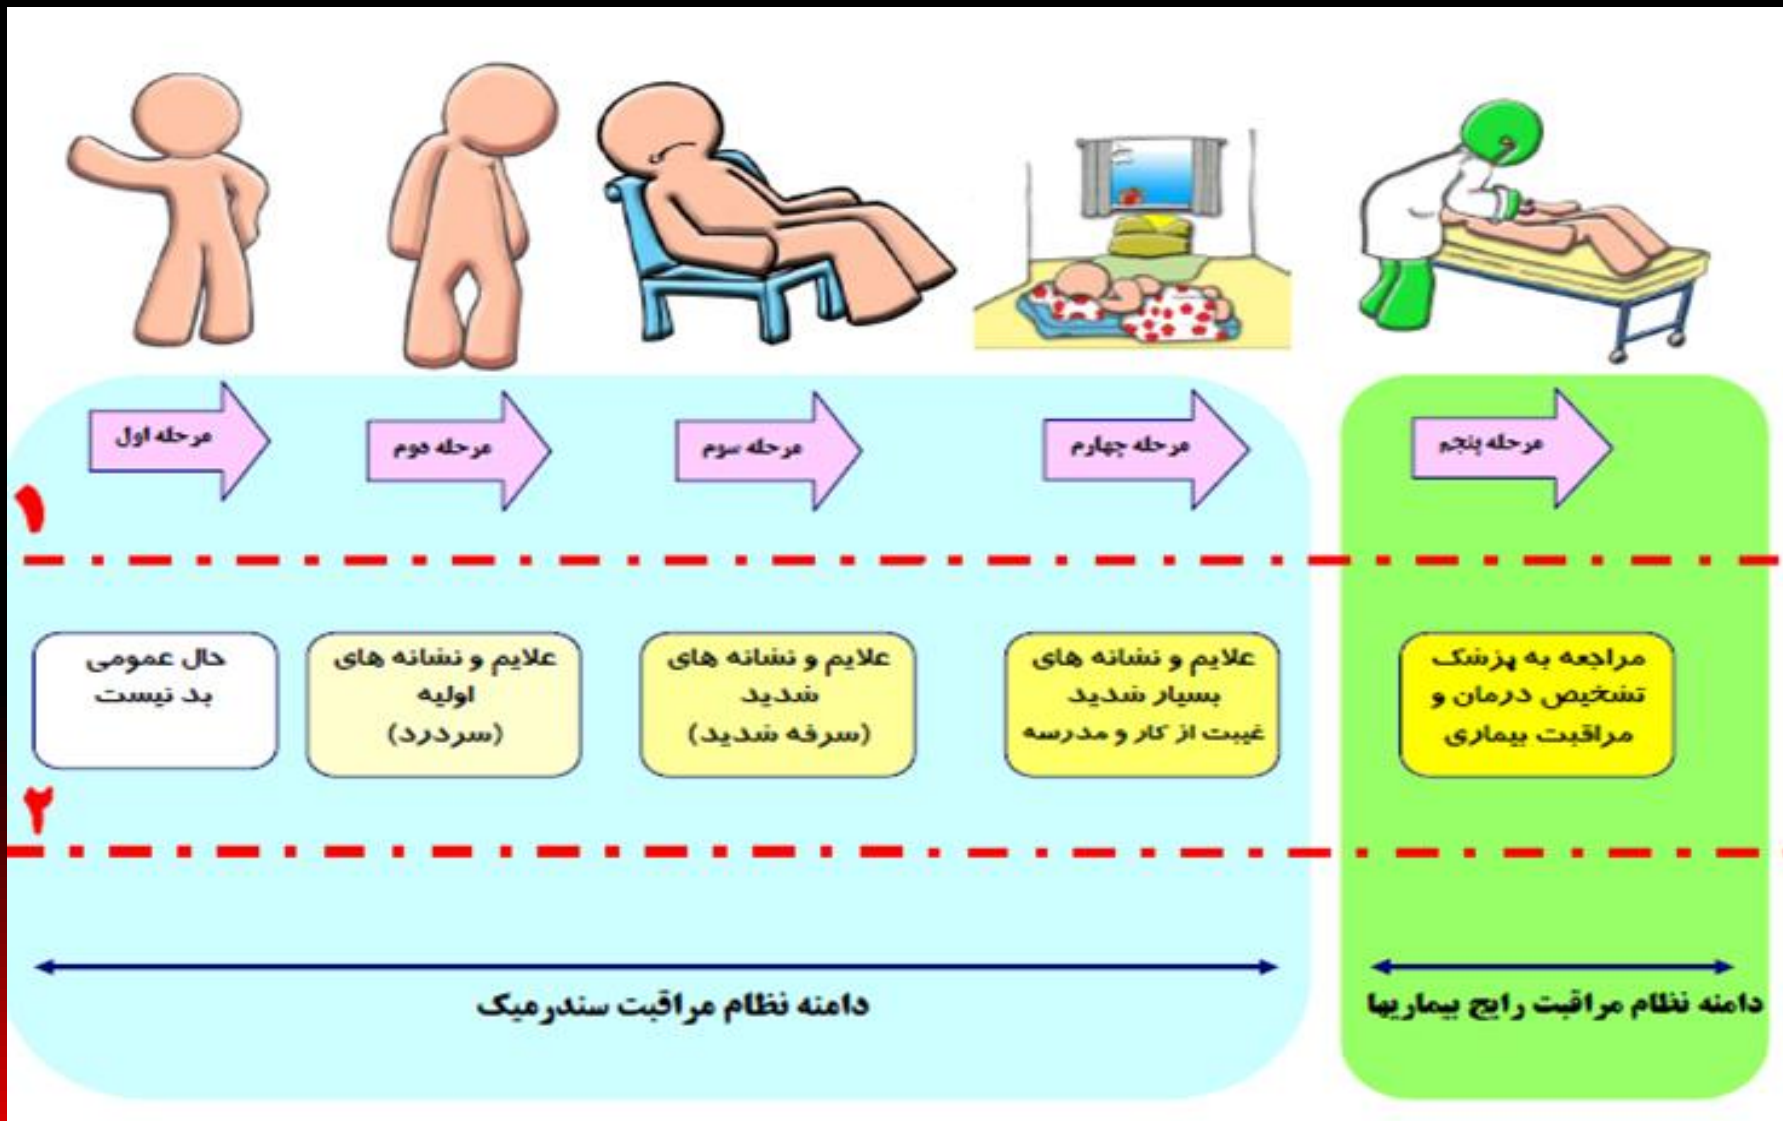 مرحله اول
مرحله دوم
مرحله سوم
مرحله چهارم
مرحله پنجم
۱
حال عمومی
بد نیست
علایم و نشانه های
اولیه
(سردرد)
علایم و نشانه های
شدید
(سرفه شدید)
علایم و نشانه های
بسیار شدید
غیبت از کار و مدرسه
مراجعه به پزشک
تشخیص درمان و
مراقبت بیماری
۲
دامنه نظام مراقبت سندرمیک
دامنه نظام مراقبت رایج بیماریها